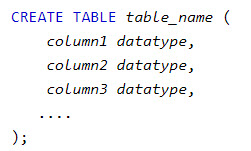 CREATE TABLE table_name (
column1 datatype,
column2 datatype,
column3 datatype,
....
);